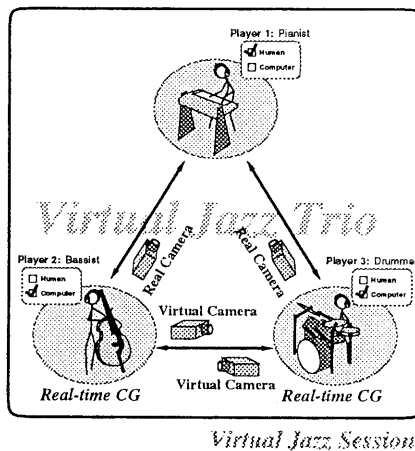 Player 1: Pianist
Human
Computer
Virtual Jazz Trio
Real Camera
Real Camera
Player 2: Bassist
Human
Computer
Player 3: Drummer
Human
Computer
Virtual Camera
Virtual Camera
Real-time CG
Real-time CG
Virtual Jazz Session